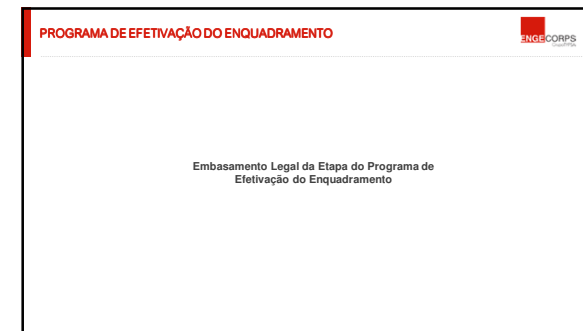 PROGRAMA DE EFETIVAÇÃO DO ENQUADRAMENTO
ENGECORPS
Embasamento Legal da Etapa do Programa de
Efetivação do Enquadramento